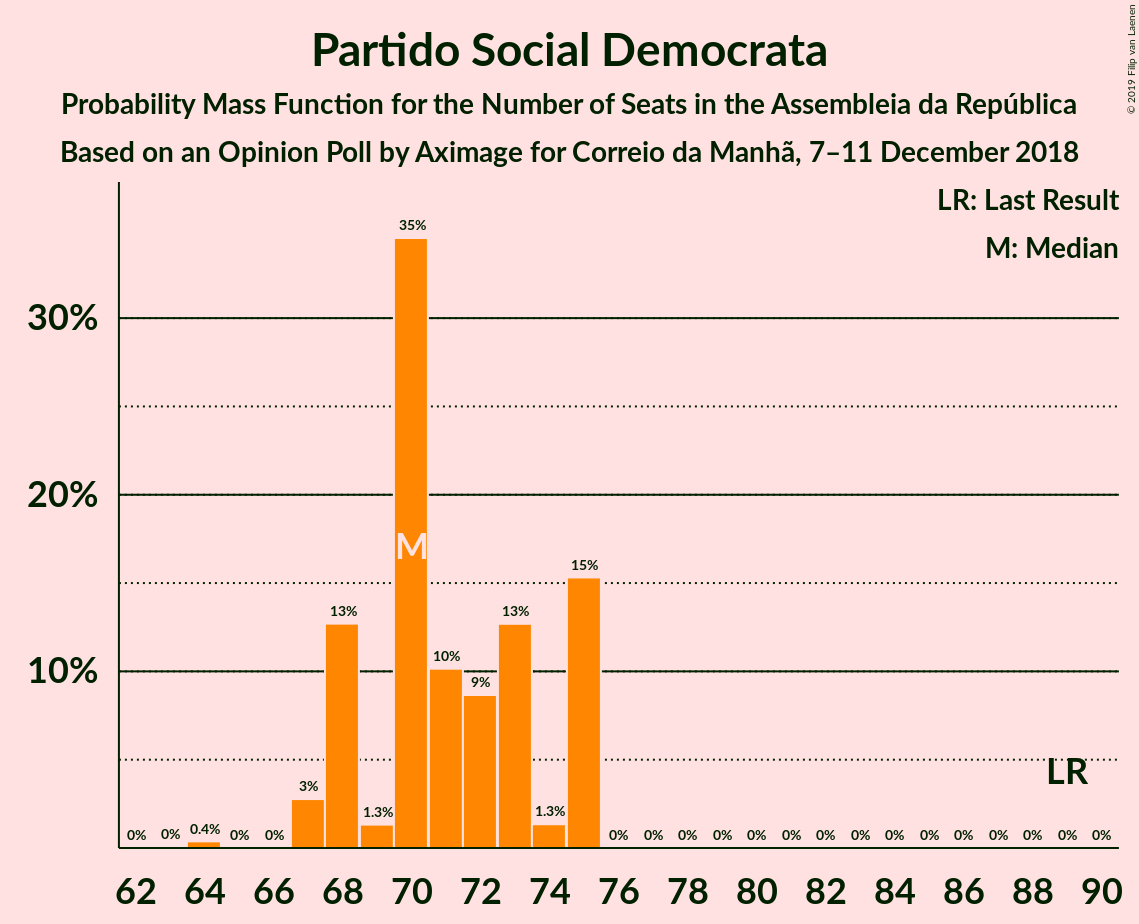 Partido Social Democrata
Probability Mass Function for the Number of Seats in the Assembleia da República
Based on an Opinion Poll by Aximage for Correio da Manhã, 7–11 December 2018
© 2019 Filip van Laenen
LR: Last Result
M: Median
35%
30%
20%
M
15%
13% 13%
10%
10%
9%
3%
1.3% 1.3%
LR
0% 0% 0.4% 0% 0% 0% 0% 0% 0% 0% 0% 0% 0% 0% 0% 0% 0% 0% 0% 0%
62 64 66 68 70 72 74 76 78 80 82 84 86 88 90